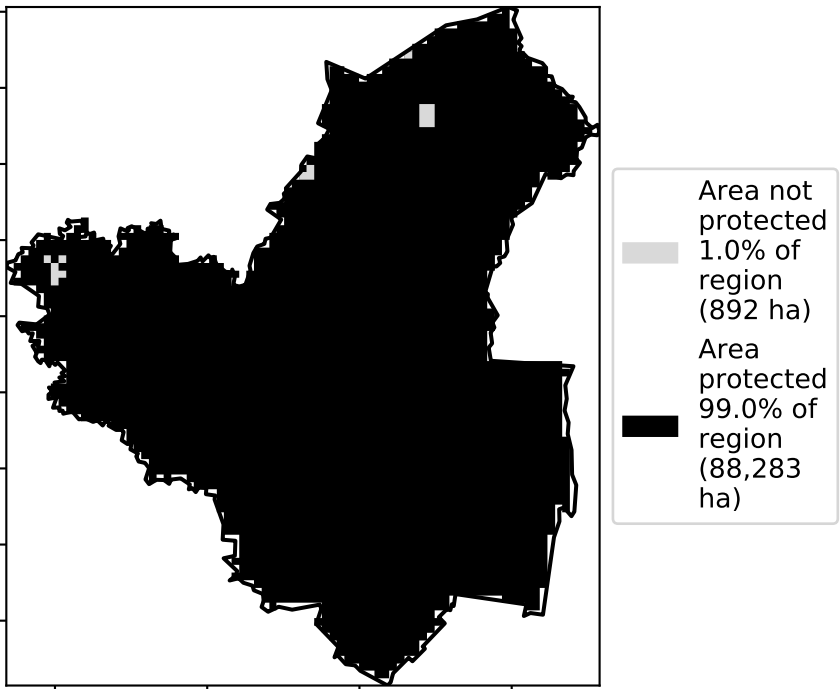 Area not
protected
1.0% of
region
(892 ha)
Area
protected
99.0% of
region
(88,283
ha)